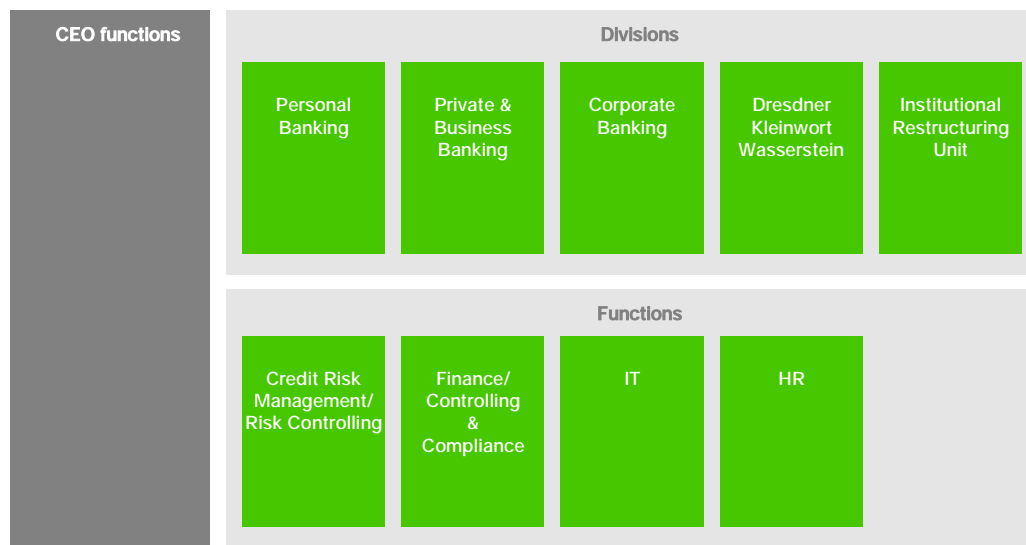 CEO functions
Divisions
Personal
Banking
Private &
Business
Banking
Corporate
Banking
Dresdner
Kleinwort
Wasserstein
Institutional
Restructuring
Unit
Functions
Credit Risk
Management/
Risk Controlling
Finance/
Controlling
&
Compliance
IT
HR